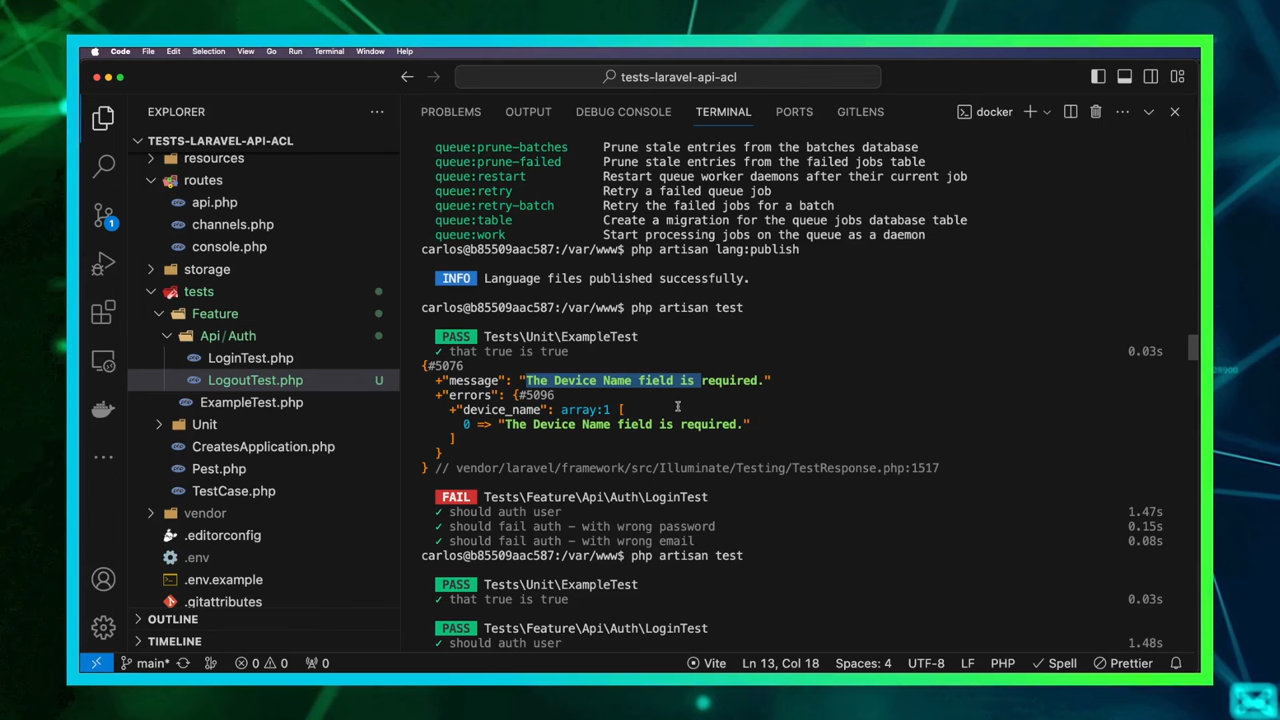 Code File Edit Selection View Go Run Terminal Window Help
tests-laravel-api-acl
EXPLORER
TESTS-LARAVEL-API-ACL
resources
routes
api.php
channels.php
console.php
storage
tests
Feature
Api/Auth
LoginTest.php
LogoutTest.php U
ExampleTest.php
Unit
CreatesApplication.php
Pest.php
TestCase.php
vendor
.editorconfig
.env
.env.example
.gitattributes
OUTLINE
TIMELINE
1
PROBLEMS OUTPUT DEBUG CONSOLE TERMINAL PORTS GITLENS docker
queue:prune-batches Prune stale entries from the batches database
queue:prune-failed Prune stale entries from the failed jobs table
queue:restart Restart queue worker daemons after their current job
queue:retry Retry a failed queue job
queue:retry-batch Retry the failed jobs for a batch
queue:table Create a migration for the queue jobs database table
queue:work Start processing jobs on the queue as a daemon
carlos@b85509aac587:/var/www$ php artisan lang:publish
INFO Language files published successfully.
carlos@b85509aac587:/var/www$ php artisan test
PASS Tests\Unit\ExampleTest
✓ that true is true 0.03s
{#5076
+"message": "The Device Name field is required."
+"errors": {#5096
+"device_name": array:1 [
0 => "The Device Name field is required."
]
}
} // vendor/laravel/framework/src/Illuminate/Testing/TestResponse.php:1517
FAIL Tests\Feature\Api\Auth\LoginTest
✓ should auth user 1.47s
✓ should fail auth – with wrong password 0.15s
✓ should fail auth – with wrong email 0.08s
carlos@b85509aac587:/var/www$ php artisan test
PASS Tests\Unit\ExampleTest
✓ that true is true 0.03s
PASS Tests\Feature\Api\Auth\LoginTest
✓ should auth user 1.48s
main* 0 0 0 Vite Ln 13, Col 18 Spaces: 4 UTF-8 LF PHP Spell Prettier